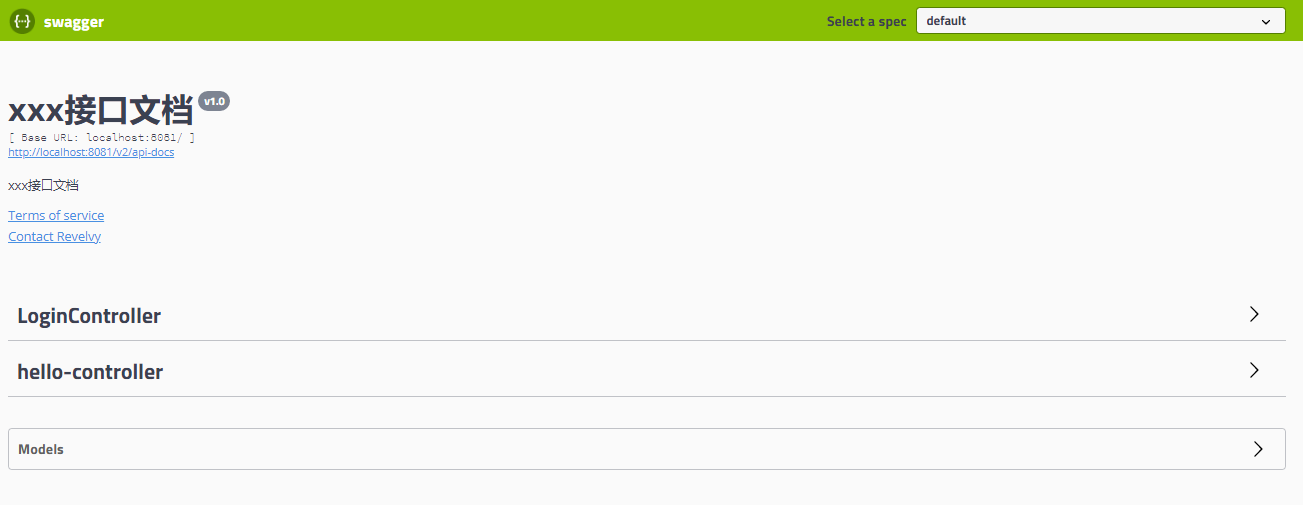 swagger
Select a spec default
xxx接口文档 v1.0
[ Base URL: localhost:8081/ ]
http://localhost:8081/v2/api-docs
xxx接口文档
Terms of service
Contact Revelvy
LoginController
hello-controller
Models